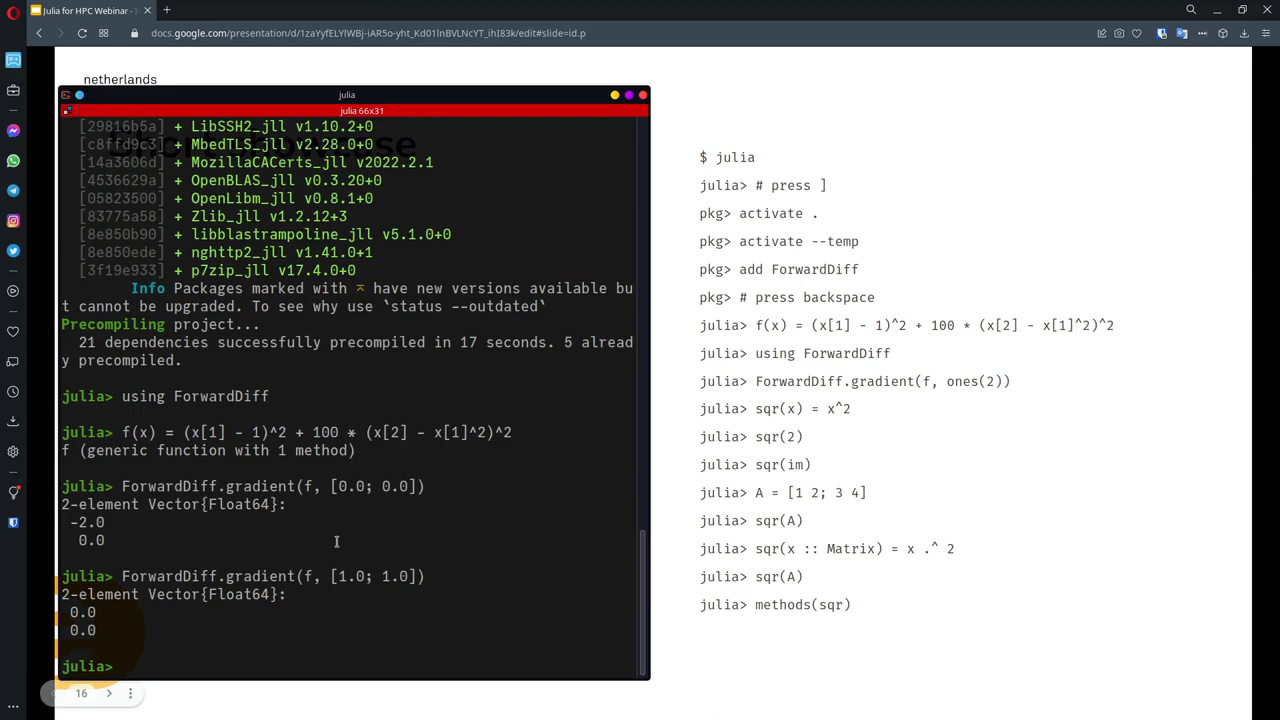 Julia for HPC Webinar -
docs.google.com/presentation/d/1zaYyfELYlWBj-iAR5o-yht_Kd01lnBVLNcYT_ihI83k/edit#slide=id.p
netherlands
julia
julia 66x31
[29816b5a] + LibSSH2_jll v1.10.2+0
[c8ffd9c3] + MbedTLS_jll v2.28.0+0
[14a3606d] + MozillaCACerts_jll v2022.2.1
[4536629a] + OpenBLAS_jll v0.3.20+0
[05823500] + OpenLibm_jll v0.8.1+0
[83775a58] + Zlib_jll v1.2.12+3
[8e850b90] + libblastrampoline_jll v5.1.0+0
[8e850ede] + nghttp2_jll v1.41.0+1
[3f19e933] + p7zip_jll v17.4.0+0
Info Packages marked with ⌅ have new versions available bu
t cannot be upgraded. To see why use `status --outdated`
Precompiling project...
21 dependencies successfully precompiled in 17 seconds. 5 alread
y precompiled.
julia> using ForwardDiff
julia> f(x) = (x[1] - 1)^2 + 100 * (x[2] - x[1]^2)^2
f (generic function with 1 method)
julia> ForwardDiff.gradient(f, [0.0; 0.0])
2-element Vector{Float64}:
-2.0
0.0
julia> ForwardDiff.gradient(f, [1.0; 1.0])
2-element Vector{Float64}:
0.0
0.0
julia>
16
$ julia
julia> # press ]
pkg> activate .
pkg> activate --temp
pkg> add ForwardDiff
pkg> # press backspace
julia> f(x) = (x[1] - 1)^2 + 100 * (x[2] - x[1]^2)^2
julia> using ForwardDiff
julia> ForwardDiff.gradient(f, ones(2))
julia> sqr(x) = x^2
julia> sqr(2)
julia> sqr(im)
julia> A = [1 2; 3 4]
julia> sqr(A)
julia> sqr(x :: Matrix) = x .^ 2
julia> sqr(A)
julia> methods(sqr)